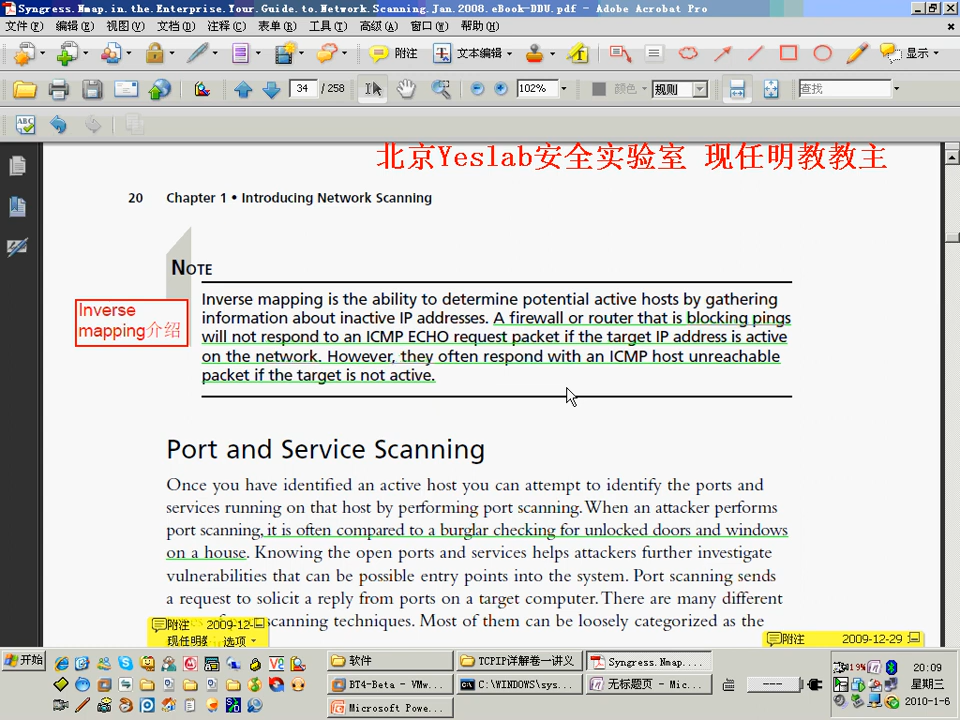 Syngress.Nmap.in.the.Enterprise.Your.Guide.to.Network.Scanning.Jan.2008.eBook-DDU.pdf - Adobe Acrobat Pro
文件(F) 编辑(E) 视图(V) 文档(D) 注释(C) 表单(R) 工具(T) 高级(A) 窗口(W) 帮助(H)
附注 文本编辑 显示
34 / 258 102% 颜色 规则 查找
北京Yeslab安全实验室 现任明教教主
20 Chapter 1 • Introducing Network Scanning
NOTE
Inverse mapping介绍
Inverse mapping is the ability to determine potential active hosts by gathering
information about inactive IP addresses. A firewall or router that is blocking pings
will not respond to an ICMP ECHO request packet if the target IP address is active
on the network. However, they often respond with an ICMP host unreachable
packet if the target is not active.
Port and Service Scanning
Once you have identified an active host you can attempt to identify the ports and
services running on that host by performing port scanning. When an attacker performs
port scanning, it is often compared to a burglar checking for unlocked doors and windows
on a house. Knowing the open ports and services helps attackers further investigate
vulnerabilities that can be possible entry points into the system. Port scanning sends
a request to solicit a reply from ports on a target computer. There are many different
scanning techniques. Most of them can be loosely categorized as the
附注 2009-12-
现任明教 选项
附注 2009-12-29
开始
软件 TCPIP详解卷一讲义 Syngress.Nmap....
BT4-Beta - VMw... C:\WINDOWS\sys... 无标题页 - Mic...
Microsoft Powe...
19%
20:09
星期三
2010-1-6